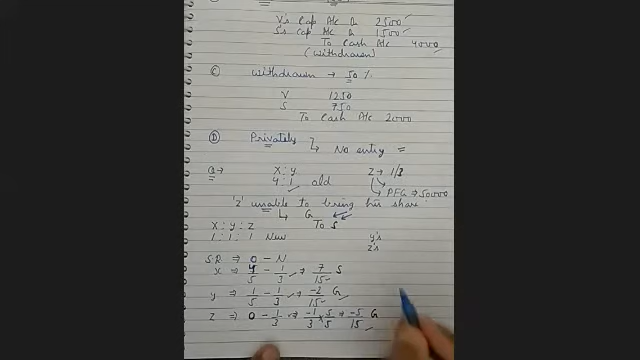 V's Cap A/c Dr 2500
S's Cap A/c Dr 1500
To Cash A/c 4000
(withdrawn)
(C) withdrawn → 50%
V 1250
S 750
To Cash A/c 2000
(D) Privately → No entry =
Q→ X : Y Z → 1/3
4 : 1 old PFG ⇒ 50000
'Z' unable to bring his share
↳ G
X : Y : Z To S
1 : 1 : 1 New Y's
Z's
SR ⇒ O - N
X ⇒ 4/5 - 1/3 ⇒ 7/15 S
Y ⇒ 1/5 - 1/3 ⇒ -2/15 G
Z ⇒ 0 - 1/3 ⇒ -1/3 × 5/5 ⇒ -5/15 G